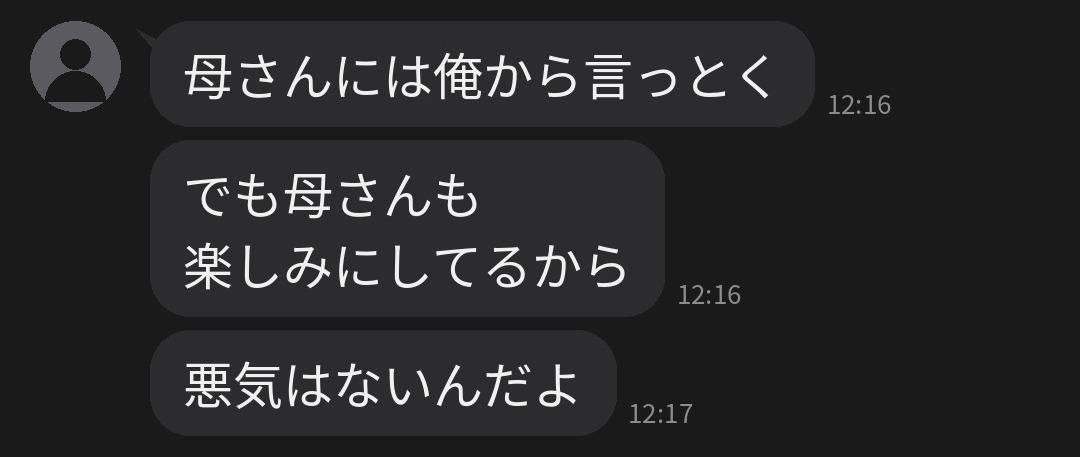 母さんには俺から言っとく
12:16
でも母さんも
楽しみにしてるから
12:16
悪気はないんだよ
12:17